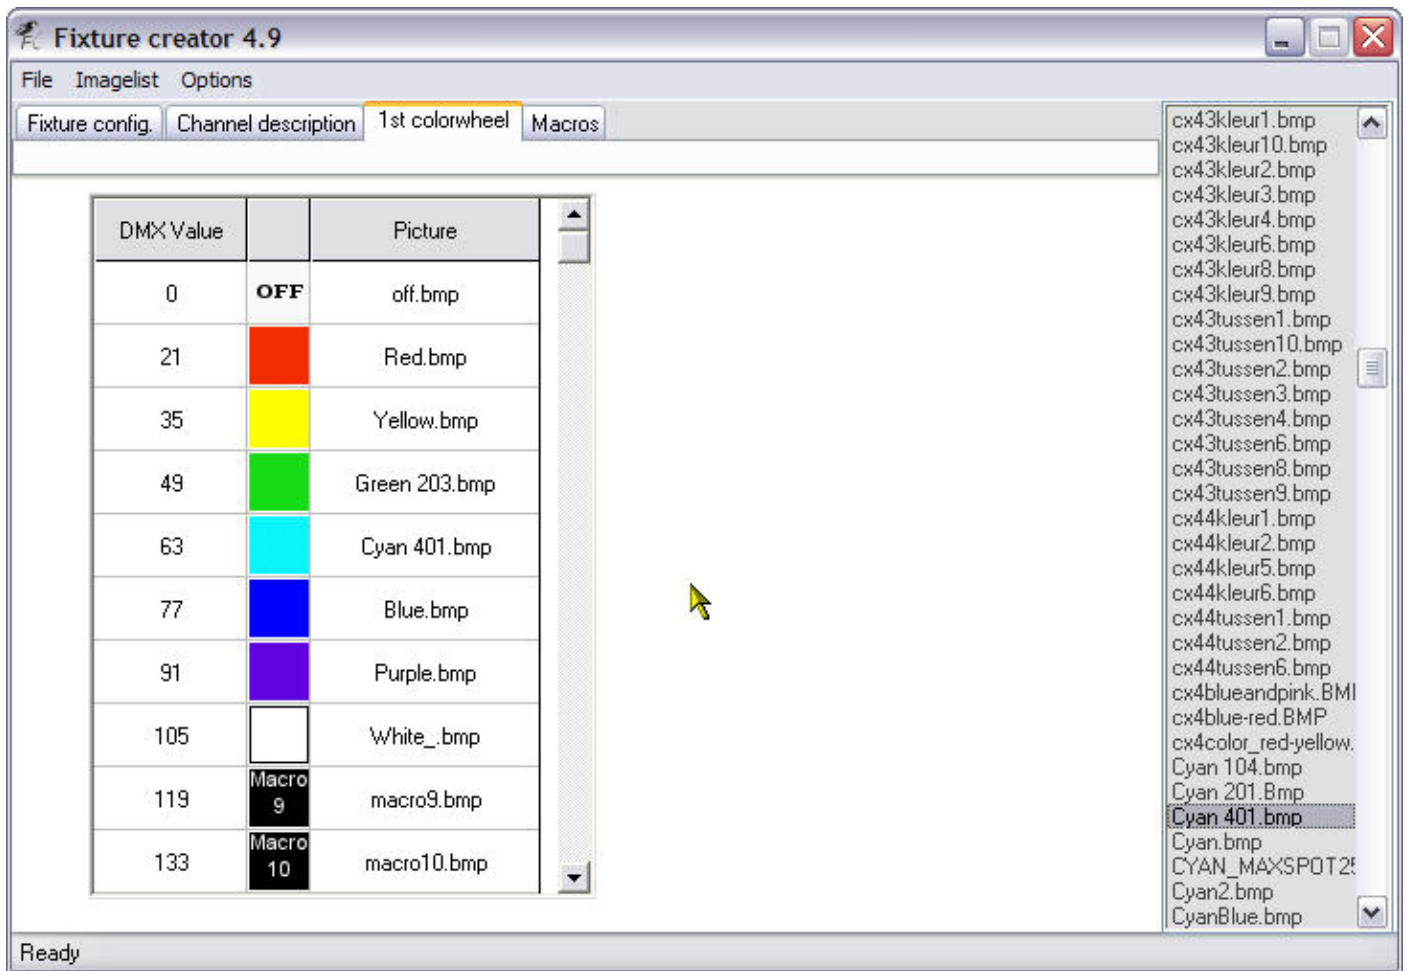 Fixture creator 4.9
File Imagelist Options
Fixture config. Channel description 1st colorwheel Macros
DMX Value Picture
0 OFF off.bmp
21 Red.bmp
35 Yellow.bmp
49 Green 203.bmp
63 Cyan 401.bmp
77 Blue.bmp
91 Purple.bmp
105 White_.bmp
119 Macro 9 macro9.bmp
133 Macro 10 macro10.bmp
cx43kleur1.bmp
cx43kleur10.bmp
cx43kleur2.bmp
cx43kleur3.bmp
cx43kleur4.bmp
cx43kleur6.bmp
cx43kleur8.bmp
cx43kleur9.bmp
cx43tussen1.bmp
cx43tussen10.bmp
cx43tussen2.bmp
cx43tussen3.bmp
cx43tussen4.bmp
cx43tussen6.bmp
cx43tussen8.bmp
cx43tussen9.bmp
cx44kleur1.bmp
cx44kleur2.bmp
cx44kleur5.bmp
cx44kleur6.bmp
cx44tussen1.bmp
cx44tussen2.bmp
cx44tussen6.bmp
cx4blueandpink.BM
cx4blue-red.BMP
cx4color_red-yellow.
Cyan 104.bmp
Cyan 201.Bmp
Cyan 401.bmp
Cyan.bmp
CYAN_MAXSPOT25
Cyan2.bmp
CyanBlue.bmp
Ready